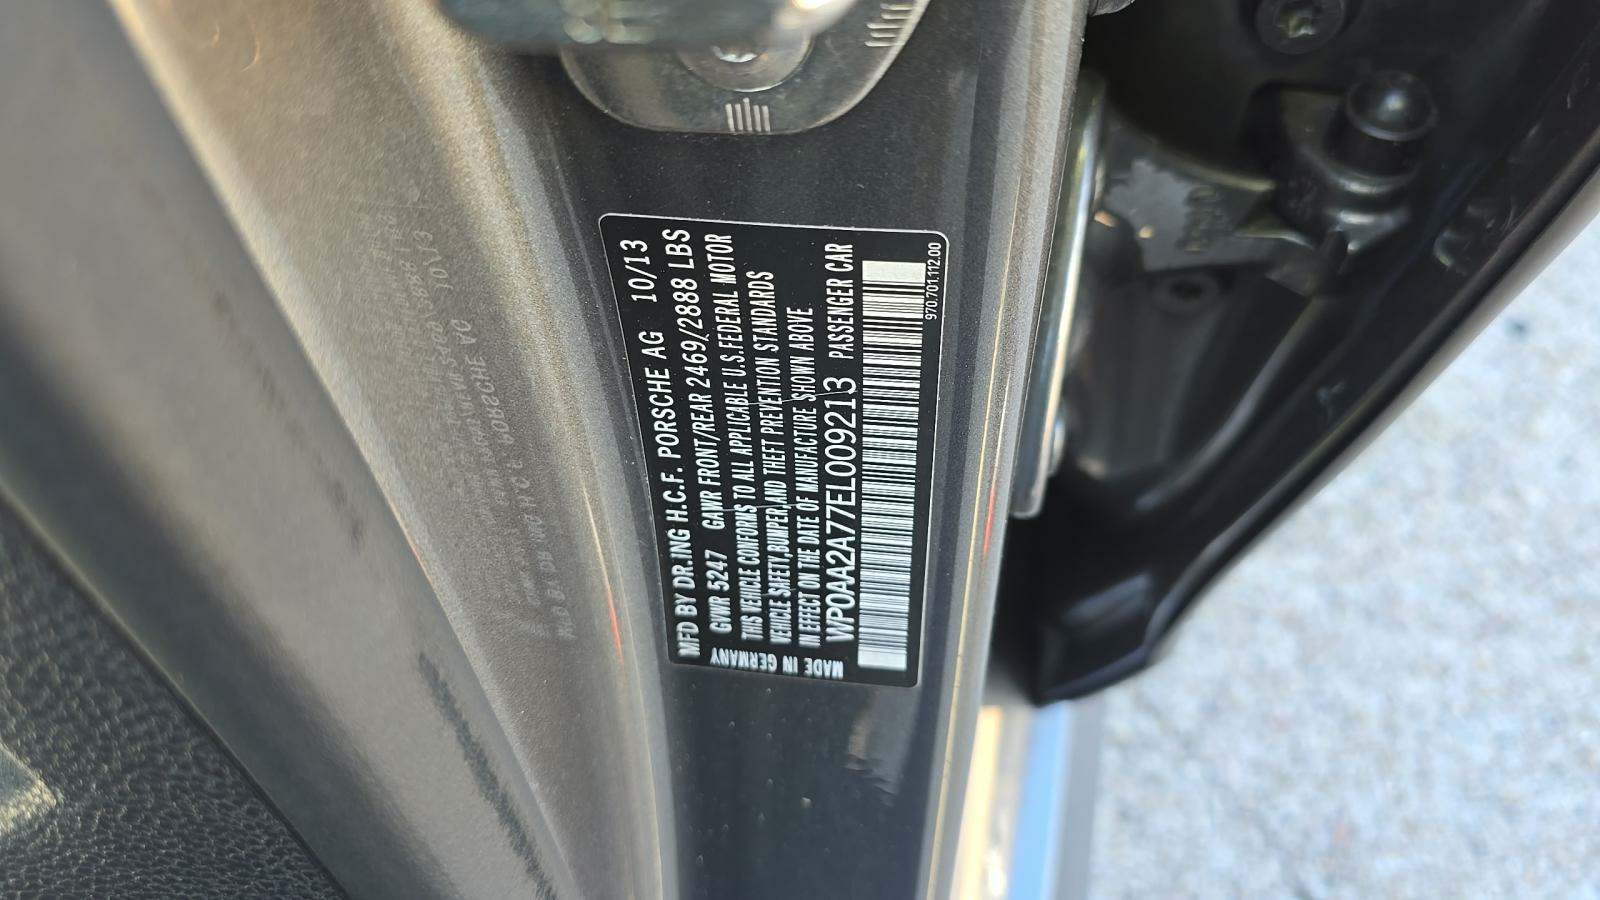 MFD BY DR.ING H.C.F. PORSCHE AG 10/13
GVWR 5247 GAWR FRONT/REAR 2469/2888 LBS
THIS VEHICLE CONFORMS TO ALL APPLICABLE U.S.FEDERAL MOTOR
VEHICLE SAFETY,BUMPER,AND THEFT PREVENTION STANDARDS
IN EFFECT ON THE DATE OF MANUFACTURE SHOWN ABOVE
WP0AA2A77EL009213 PASSENGER CAR
MADE IN GERMANY
970.701.112.00